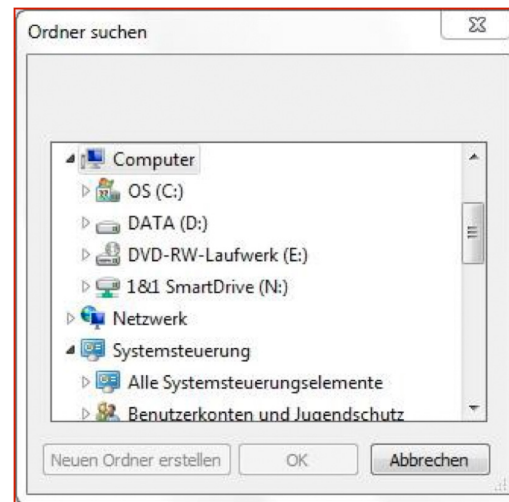 Ordner suchen
Computer
OS (C:)
DATA (D:)
DVD-RW-Laufwerk (E:)
1&1 SmartDrive (N:)
Netzwerk
Systemsteuerung
Alle Systemsteuerungselemente
Benutzerkonten und Jugendschutz
Neuen Ordner erstellen OK Abbrechen